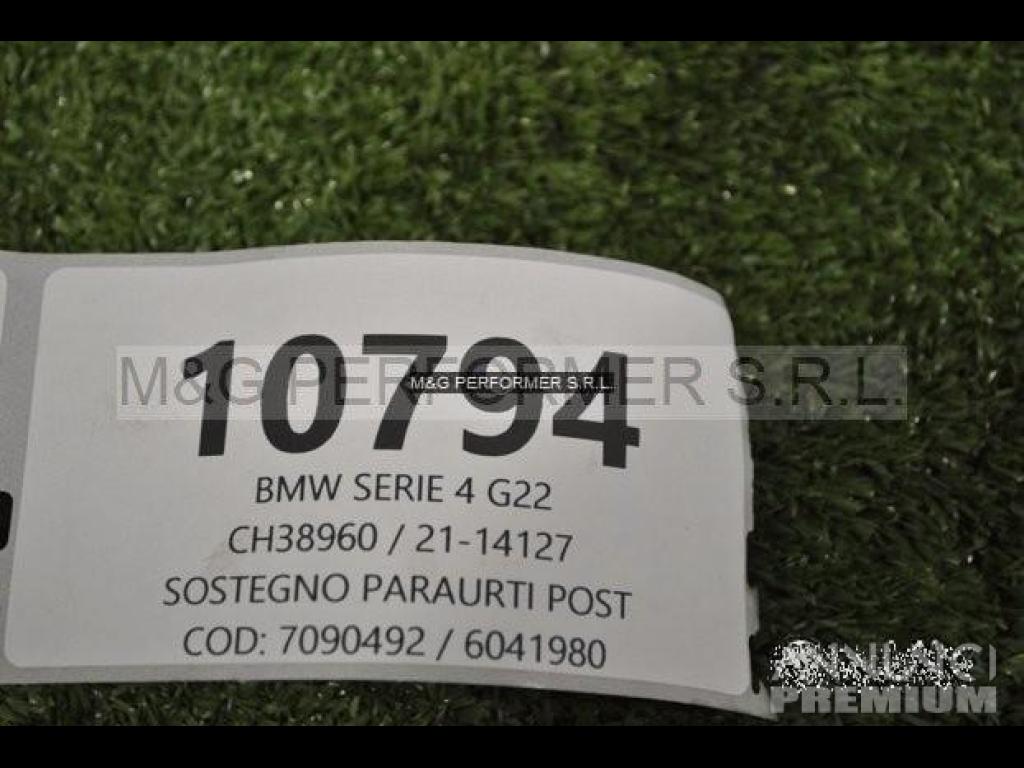 10794
M&G PERFORMER S.R.L.
M&G PERFORMER S.R.L.
BMW SERIE 4 G22
CH38960 / 21-14127
SOSTEGNO PARAURTI POST
COD: 7090492 / 6041980
PREMIUM